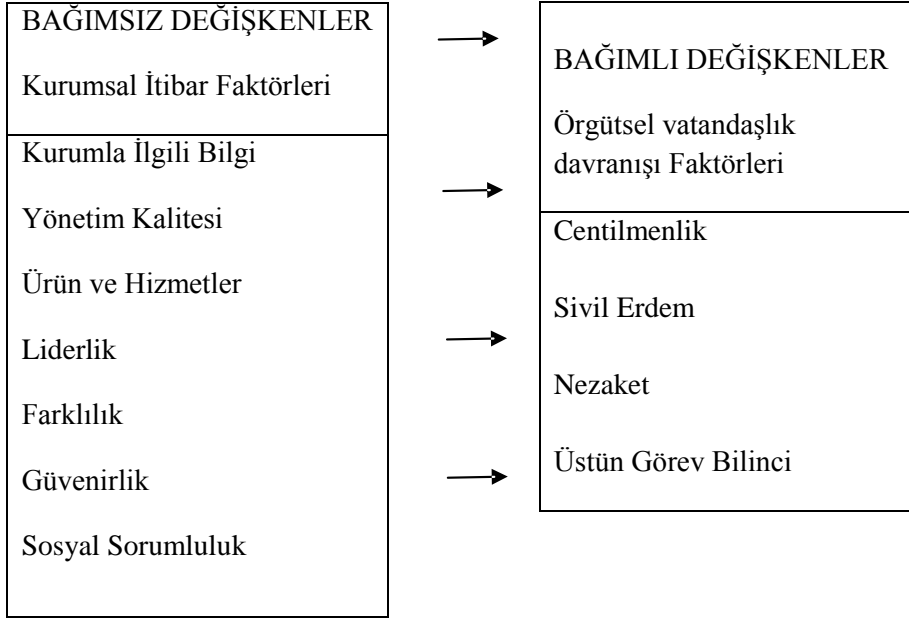 BAĞIMSIZ DEĞİŞKENLER
Kurumsal İtibar Faktörleri
Kurumla İlgili Bilgi
Yönetim Kalitesi
Ürün ve Hizmetler
Liderlik
Farklılık
Güvenirlik
Sosyal Sorumluluk
BAĞIMLI DEĞİŞKENLER
Örgütsel vatandaşlık
davranışı Faktörleri
Centilmenlik
Sivil Erdem
Nezaket
Üstün Görev Bilinci